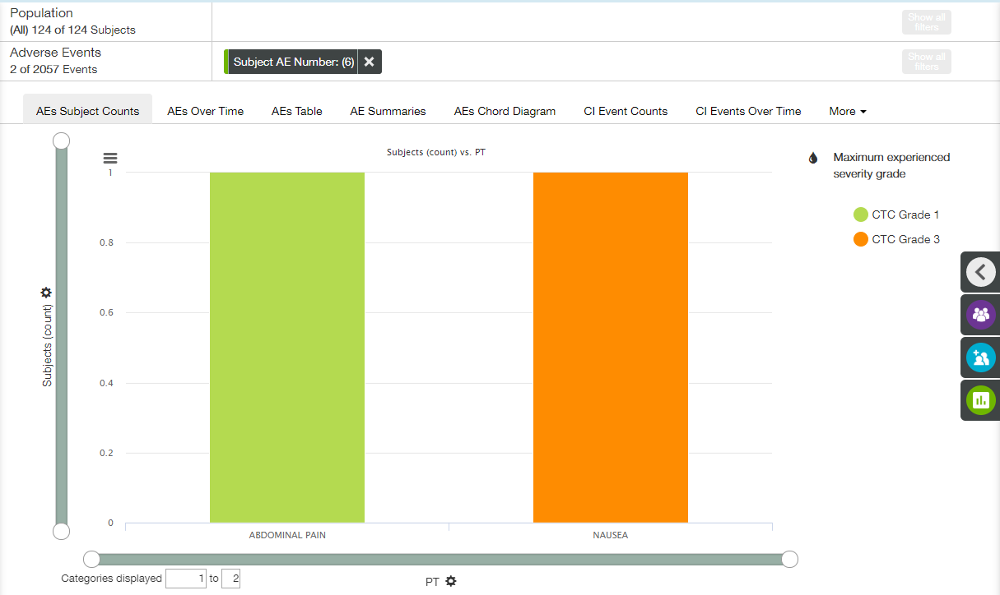 Population
(All) 124 of 124 Subjects
Show all
filters
Adverse Events
2 of 2057 Events
Subject AE Number: (6)
Show all
filters
AEs Subject Counts
AEs Over Time
AEs Table
AE Summaries
AEs Chord Diagram
CI Event Counts
CI Events Over Time
More
Subjects (count) vs. PT
Maximum experienced
severity grade
CTC Grade 1
CTC Grade 3
Subjects (count)
1
0.8
0.6
0.4
0.2
0
ABDOMINAL PAIN
NAUSEA
Categories displayed 1 to 2
PT